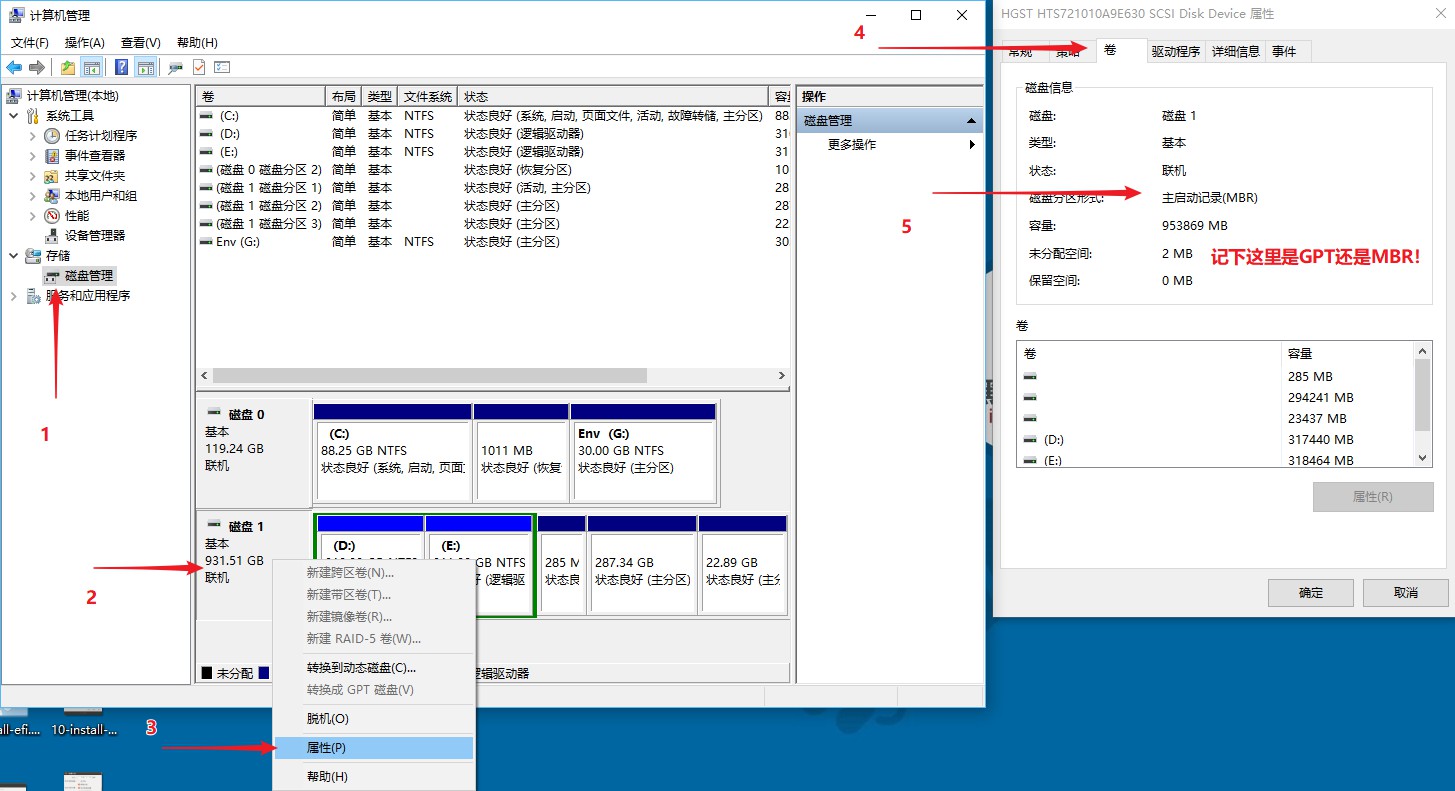 计算机管理
文件(F) 操作(A) 查看(V) 帮助(H)
计算机管理(本地)
系统工具
任务计划程序
事件查看器
共享文件夹
本地用户和组
性能
设备管理器
存储
磁盘管理
服务和应用程序
1
卷 布局 类型 文件系统 状态
(C:) 简单 基本 NTFS 状态良好 (系统, 启动, 页面文件, 活动, 故障转储, 主分区) 88
(D:) 简单 基本 NTFS 状态良好 (逻辑驱动器) 31
(E:) 简单 基本 NTFS 状态良好 (逻辑驱动器) 31
(磁盘 0 磁盘分区 2) 简单 基本 状态良好 (恢复分区) 10
(磁盘 1 磁盘分区 1) 简单 基本 状态良好 (活动, 主分区) 28
(磁盘 1 磁盘分区 2) 简单 基本 状态良好 (主分区) 28
(磁盘 1 磁盘分区 3) 简单 基本 状态良好 (主分区) 22
Env (G:) 简单 基本 NTFS 状态良好 (主分区) 30
磁盘 0
基本
119.24 GB
联机
(C:)
88.25 GB NTFS
状态良好 (系统, 启动, 页面
1011 MB
状态良好 (恢复
Env (G:)
30.00 GB NTFS
状态良好 (主分区)
磁盘 1
基本
931.51 GB
联机
2
(D:)
(E:)
GB NTFS
(逻辑驱
285 M
状态良
287.34 GB
状态良好 (主分区)
22.89 GB
状态良好 (主分
未分配
逻辑驱动器
新建跨区卷(N)...
新建带区卷(T)...
新建镜像卷(R)...
新建 RAID-5 卷(W)...
转换到动态磁盘(C)...
转换成 GPT 磁盘(V)
脱机(O)
属性(P)
帮助(H)
3
操作
磁盘管理
更多操作
4
5
HGST HTS721010A9E630 SCSI Disk Device 属性
常规 策略 卷 驱动程序 详细信息 事件
磁盘信息
磁盘: 磁盘 1
类型: 基本
状态: 联机
磁盘分区形式: 主启动记录(MBR)
容量: 953869 MB
未分配空间: 2 MB
保留空间: 0 MB
记下这里是GPT还是MBR!
卷
卷 容量
285 MB
294241 MB
23437 MB
(D:) 317440 MB
(E:) 318464 MB
属性(R)
确定 取消
all-efi.... 10-install-...